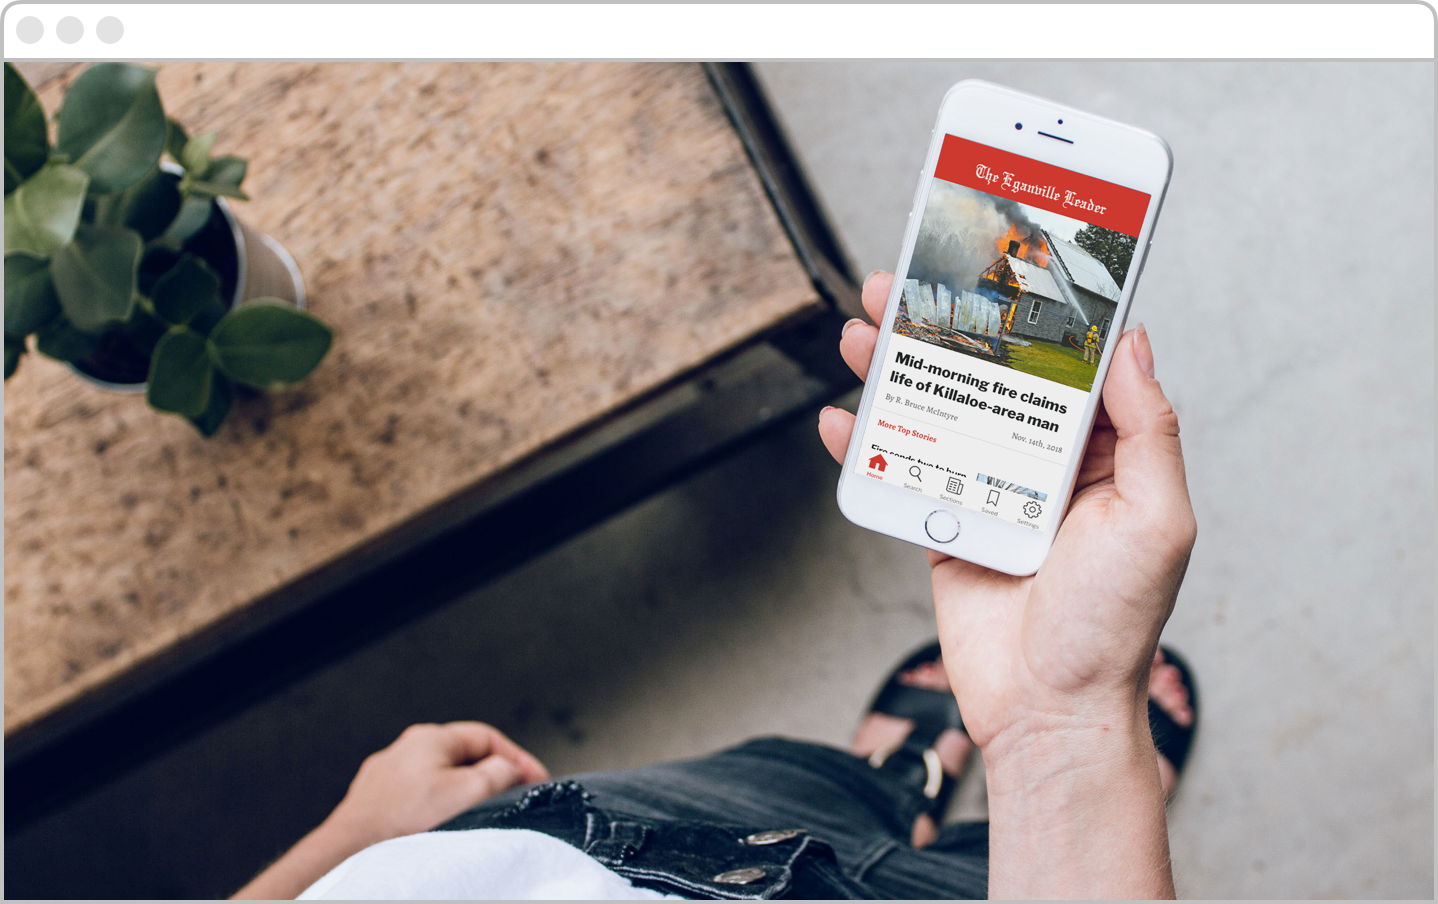 The Eganville Leader
Mid-morning fire claims
life of Killaloe-area man
By R. Bruce McIntyre
Nov. 14th, 2018
More Top Stories
Fire sends two to burn
Home
Search
Sections
Saved
Settings